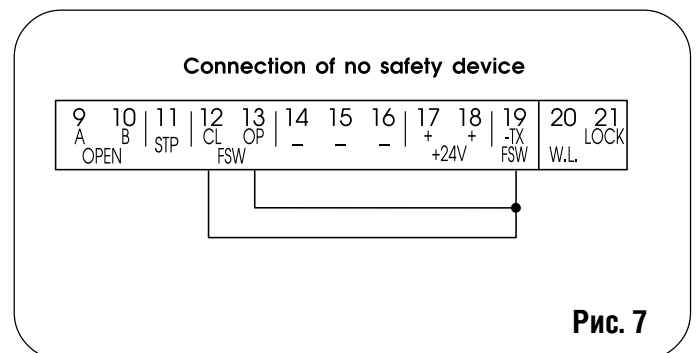 Connection of no safety device
9 10 11 12 13 14 15 16 17 18 19 20 21
A B STP CL OP – – – + + -TX LOCK
OPEN FSW +24V FSW W.L.
Рис. 7